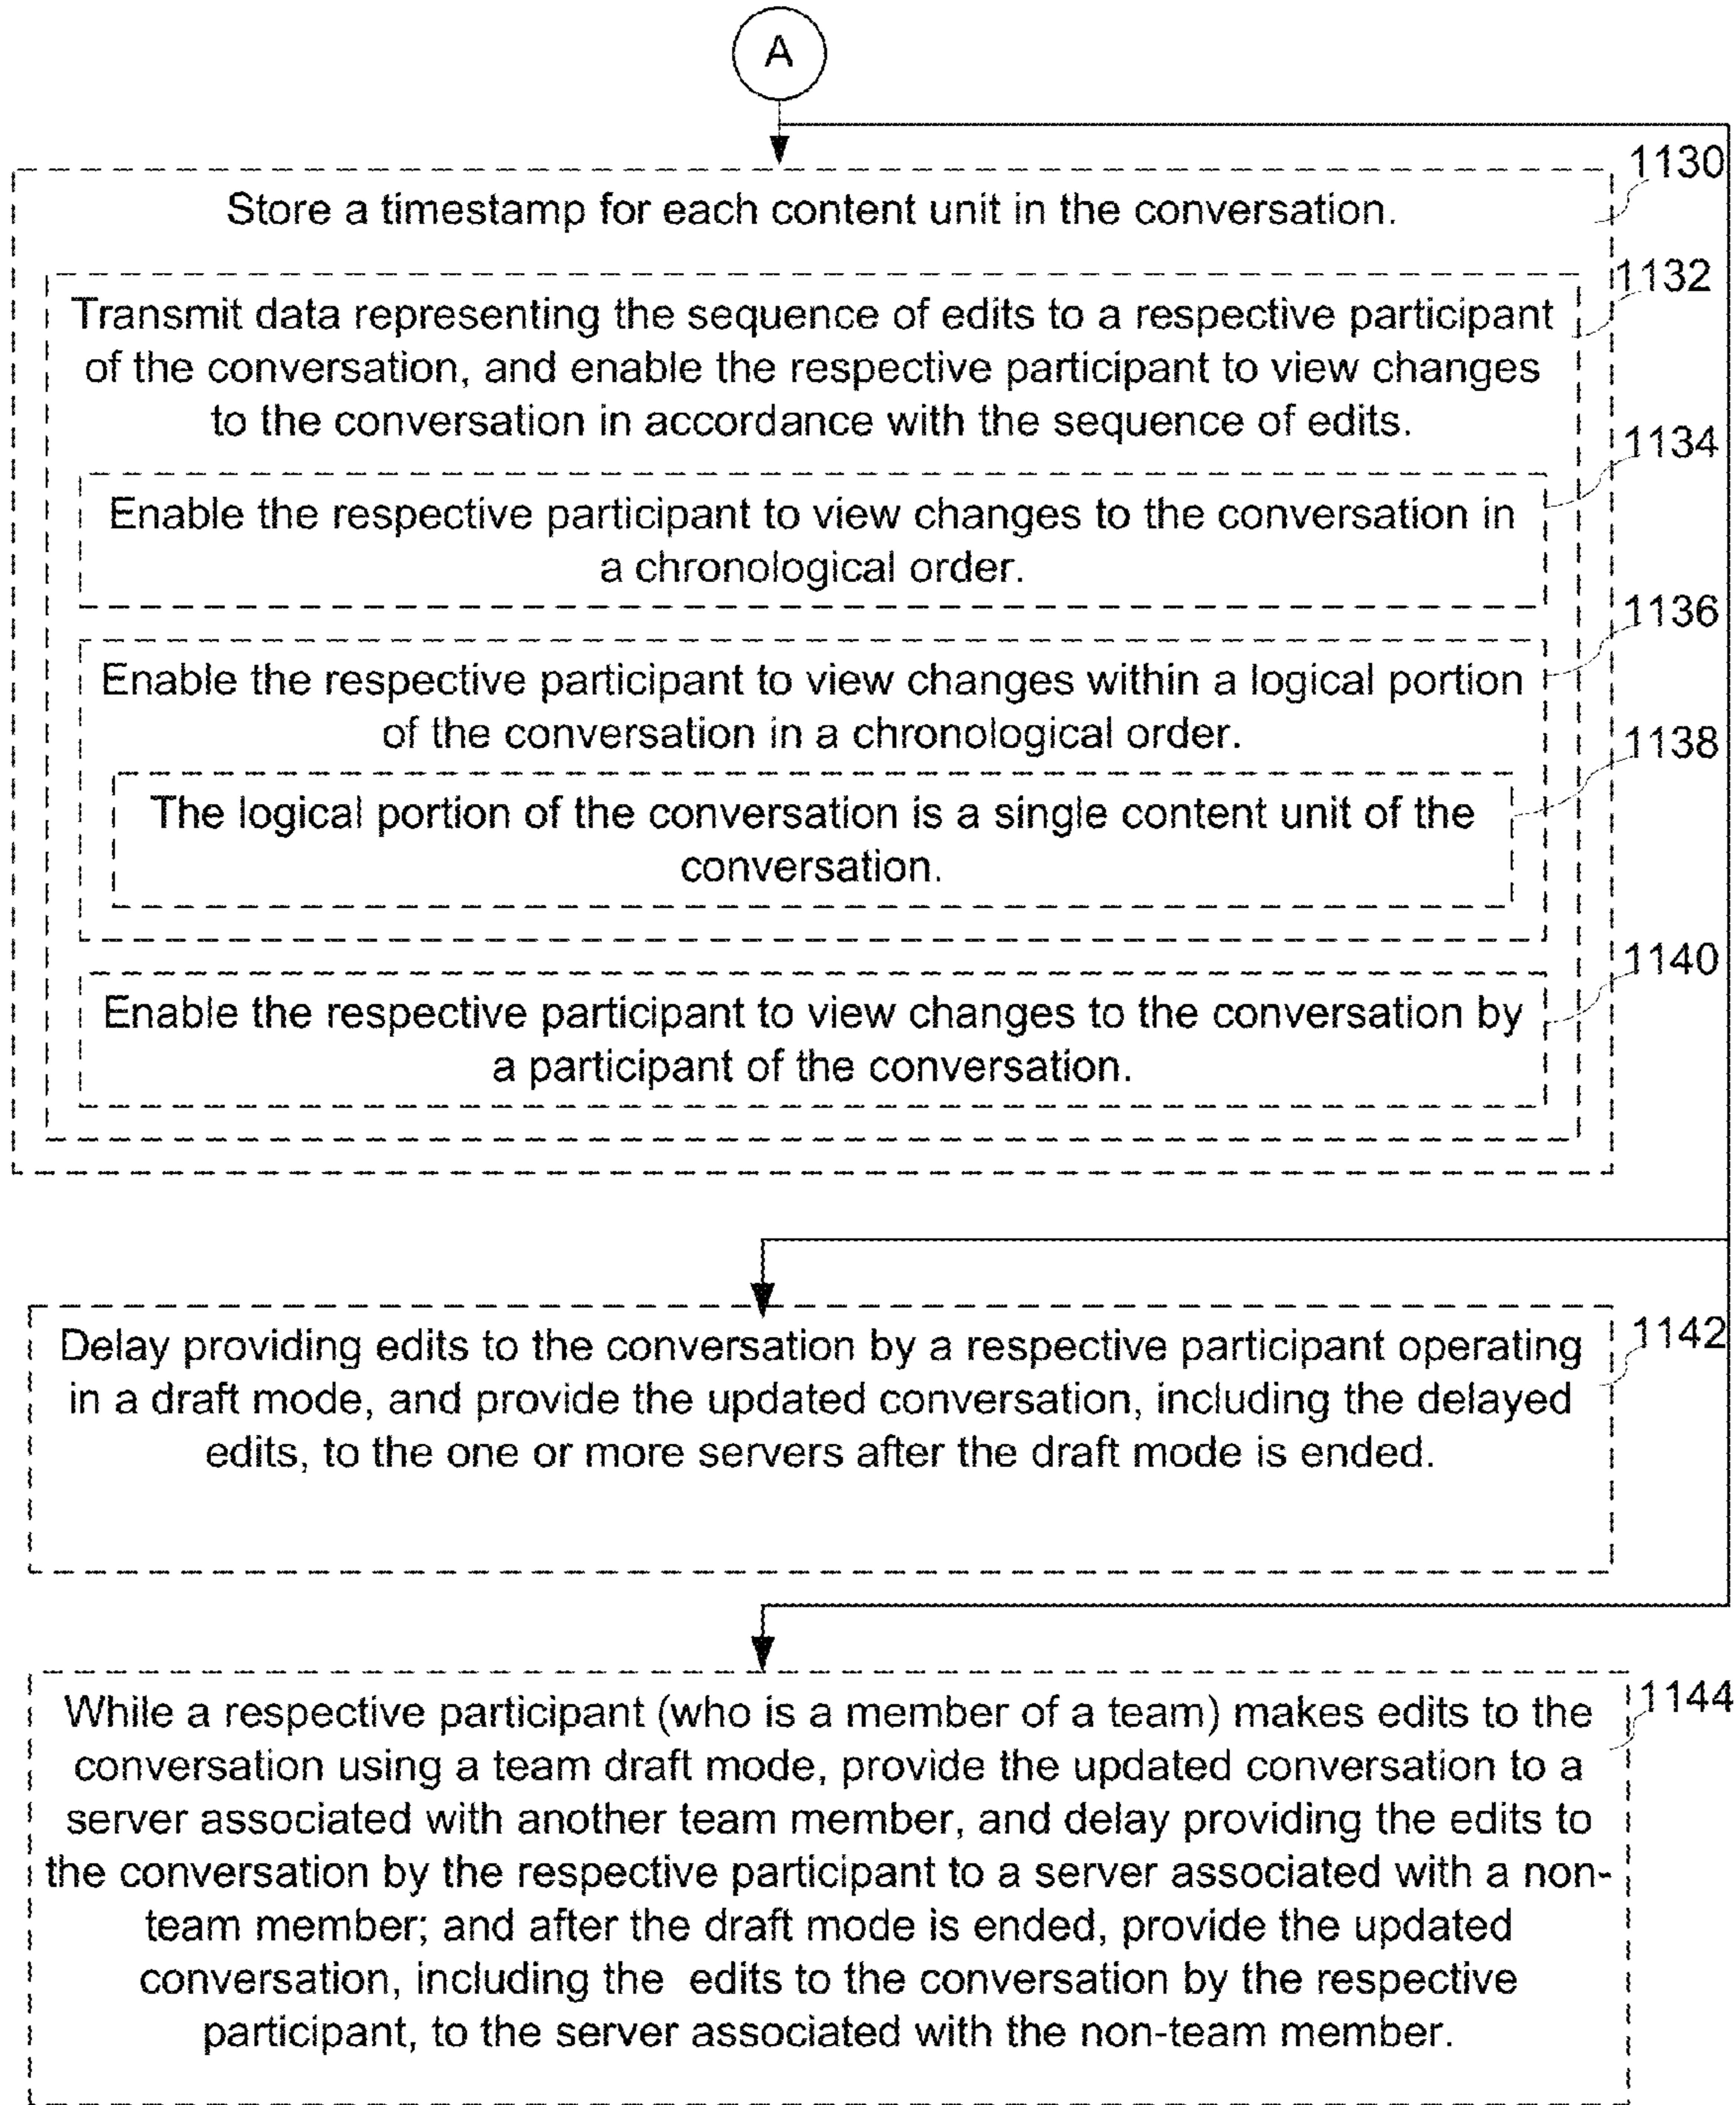 A
1130
Store a timestamp for each content unit in the conversation.
1132
Transmit data representing the sequence of edits to a respective participant
of the conversation, and enable the respective participant to view changes
to the conversation in accordance with the sequence of edits.
1134
Enable the respective participant to view changes to the conversation in
a chronological order.
1136
Enable the respective participant to view changes within a logical portion
of the conversation in a chronological order.
1138
The logical portion of the conversation is a single content unit of the
conversation.
1140
Enable the respective participant to view changes to the conversation by
a participant of the conversation.
1142
Delay providing edits to the conversation by a respective participant operating
in a draft mode, and provide the updated conversation, including the delayed
edits, to the one or more servers after the draft mode is ended.
1144
While a respective participant (who is a member of a team) makes edits to the
conversation using a team draft mode, provide the updated conversation to a
server associated with another team member, and delay providing the edits to
the conversation by the respective participant to a server associated with a non-
team member; and after the draft mode is ended, provide the updated
conversation, including the edits to the conversation by the respective
participant, to the server associated with the non-team member.